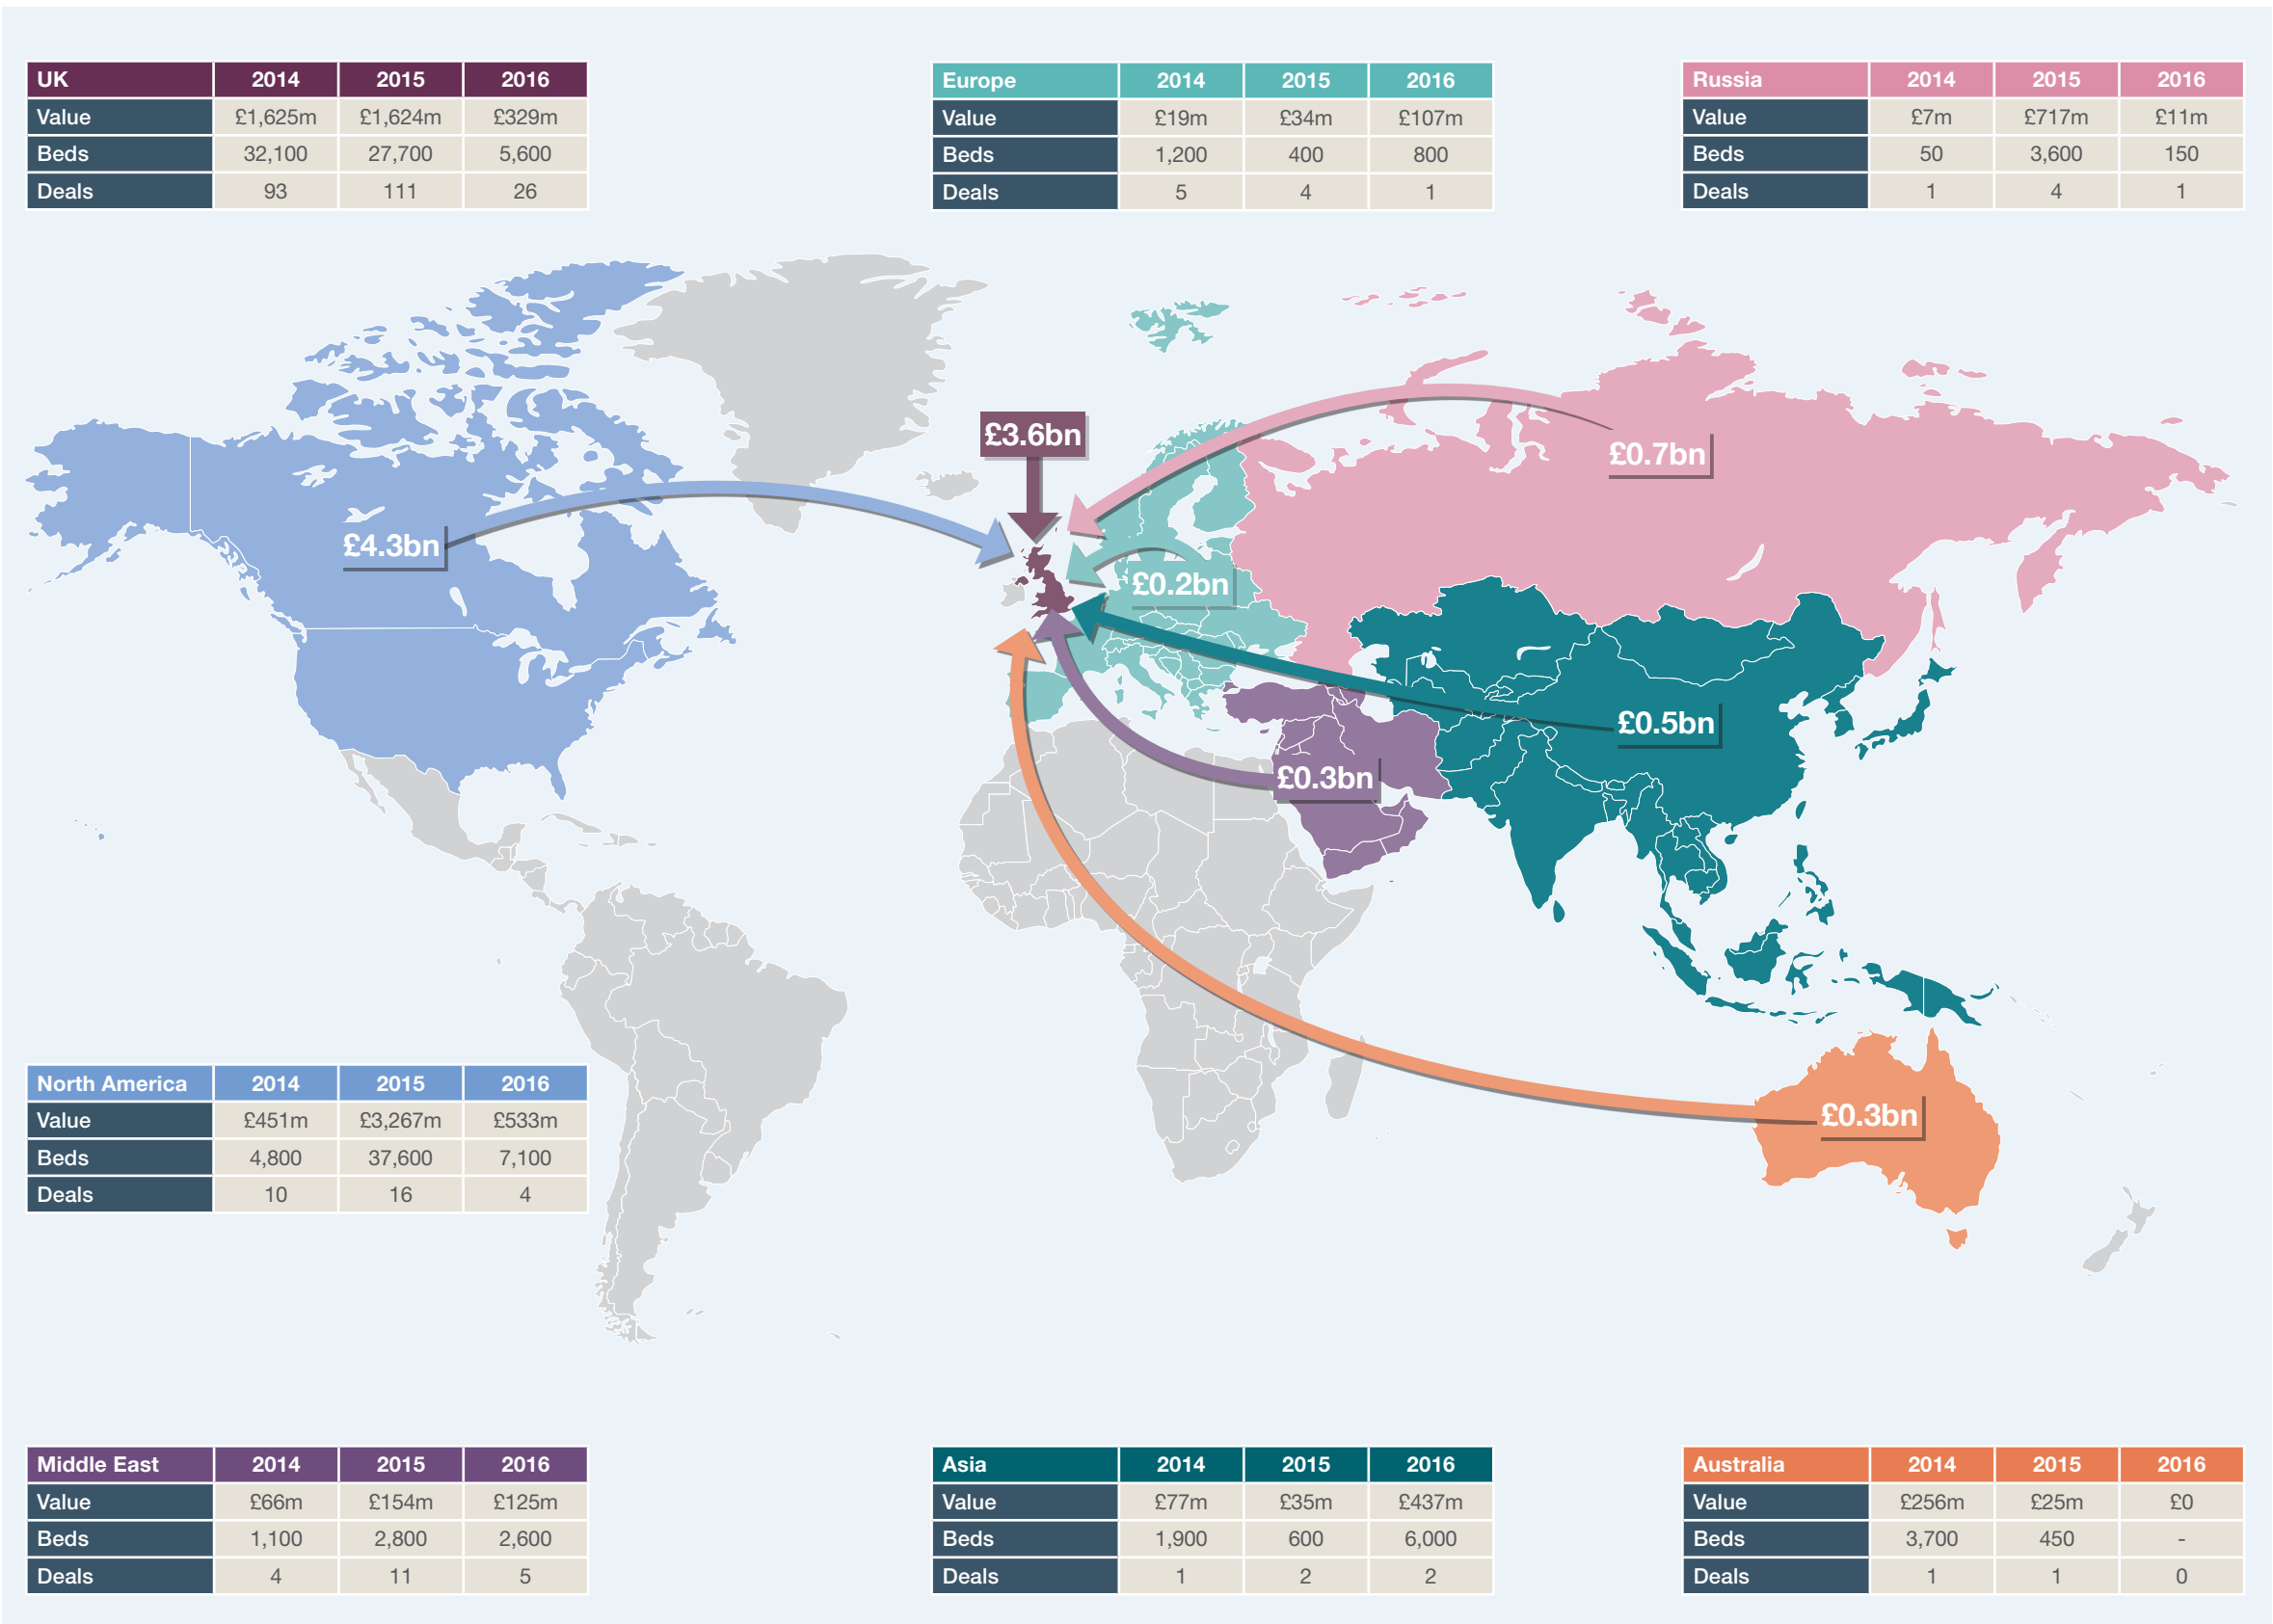 UK 2014 2015 2016
Value £1,625m £1,624m £329m
Beds 32,100 27,700 5,600
Deals 93 111 26
Europe 2014 2015 2016
Value £19m £34m £107m
Beds 1,200 400 800
Deals 5 4 1
Russia 2014 2015 2016
Value £7m £717m £11m
Beds 50 3,600 150
Deals 1 4 1
£3.6bn
£0.7bn
£4.3bn
£0.2bn
£0.5bn
£0.3bn
£0.3bn
North America 2014 2015 2016
Value £451m £3,267m £533m
Beds 4,800 37,600 7,100
Deals 10 16 4
Middle East 2014 2015 2016
Value £66m £154m £125m
Beds 1,100 2,800 2,600
Deals 4 11 5
Asia 2014 2015 2016
Value £77m £35m £437m
Beds 1,900 600 6,000
Deals 1 2 2
Australia 2014 2015 2016
Value £256m £25m £0
Beds 3,700 450 -
Deals 1 1 0